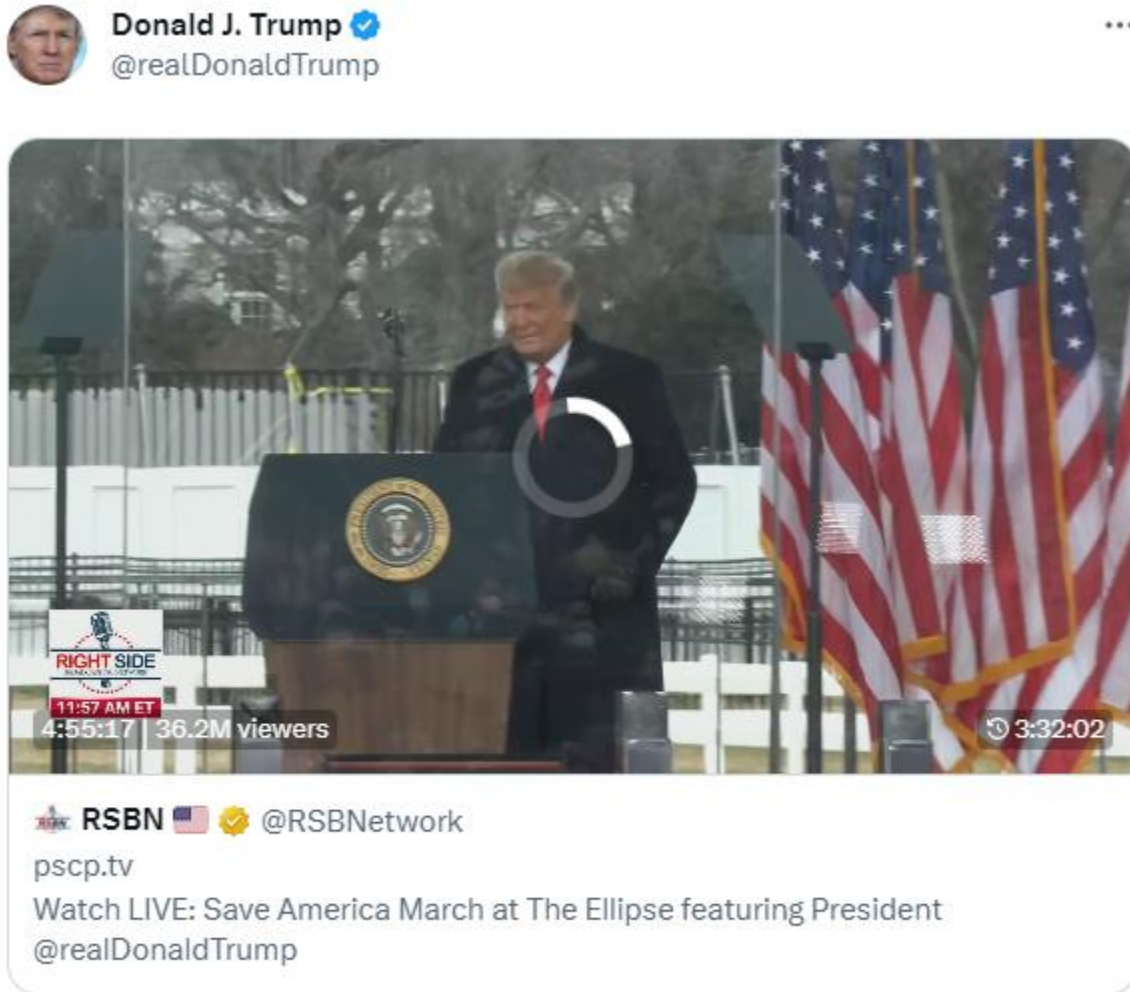 Donald J. Trump
@realDonaldTrump
RIGHT SIDE
11:57 AM ET
4:55:17 36.2M viewers
3:32:02
RSBN @RSBNetwork
pscp.tv
Watch LIVE: Save America March at The Ellipse featuring President
@realDonaldTrump